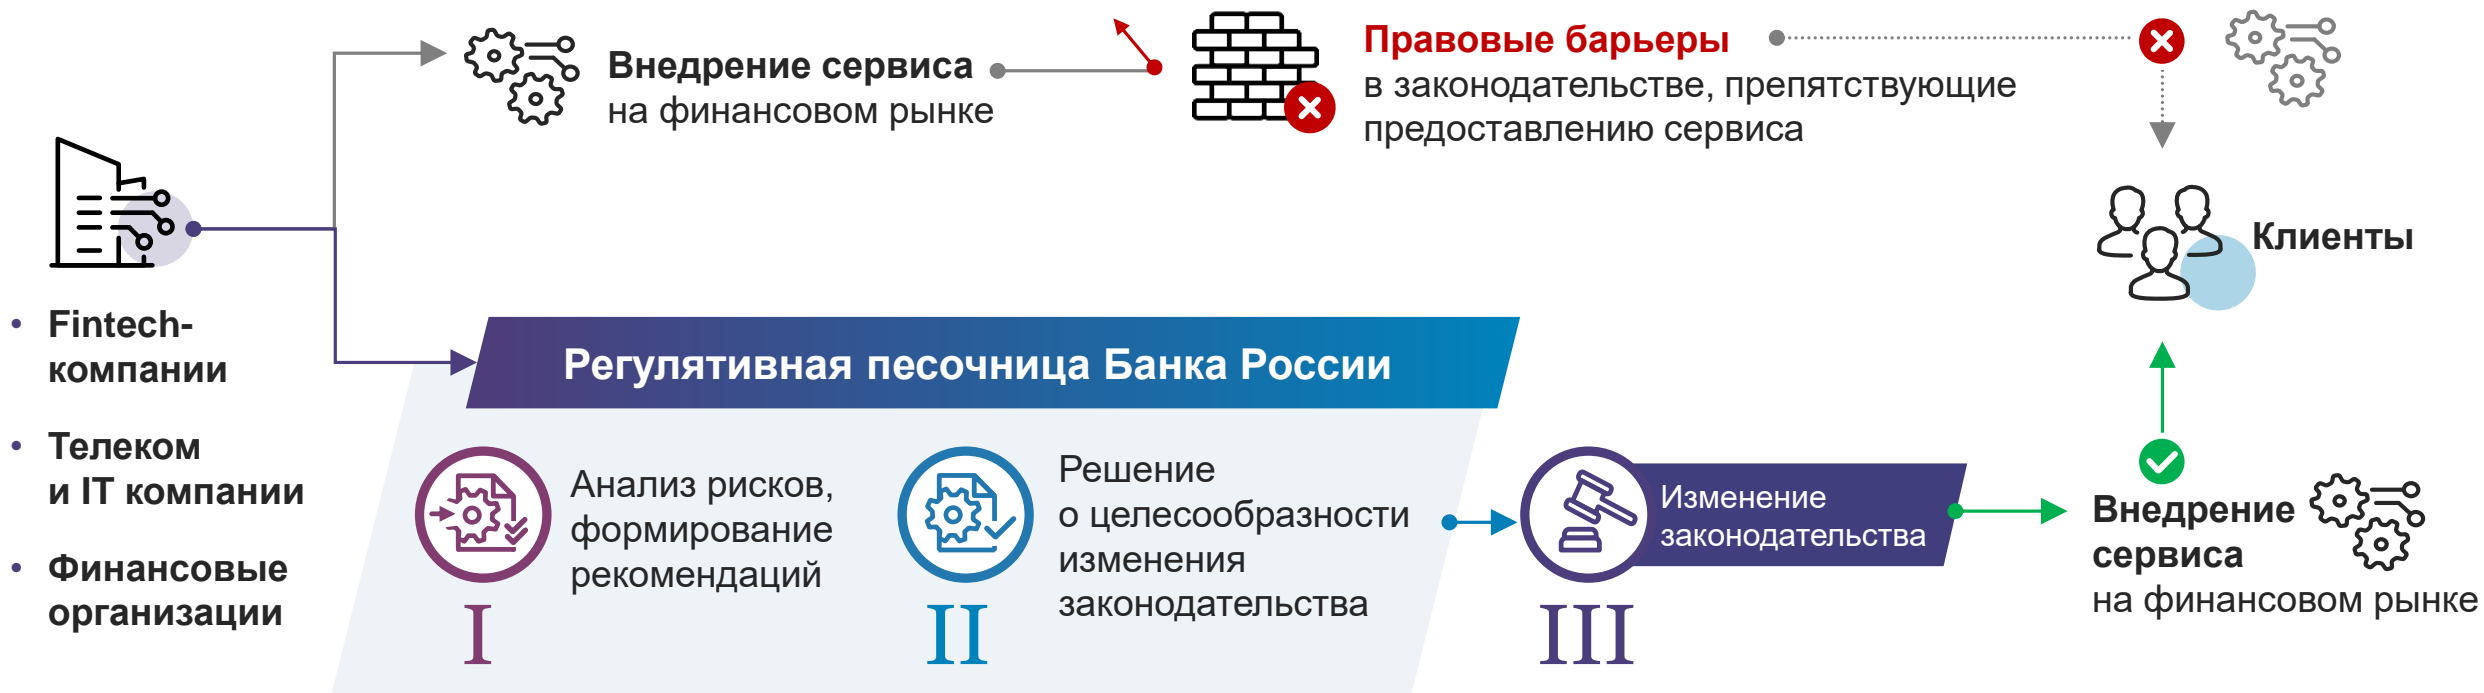 Внедрение сервиса
на финансовом рынке
Правовые барьеры
в законодательстве, препятствующие
предоставлению сервиса
Клиенты
• Fintech-
компании
• Телеком
и IT компании
• Финансовые
организации
Регулятивная песочница Банка России
Анализ рисков,
формирование
рекомендаций
I
Решение
о целесообразности
изменения
законодательства
II
Изменение
законодательства
III
Внедрение
сервиса
на финансовом рынке